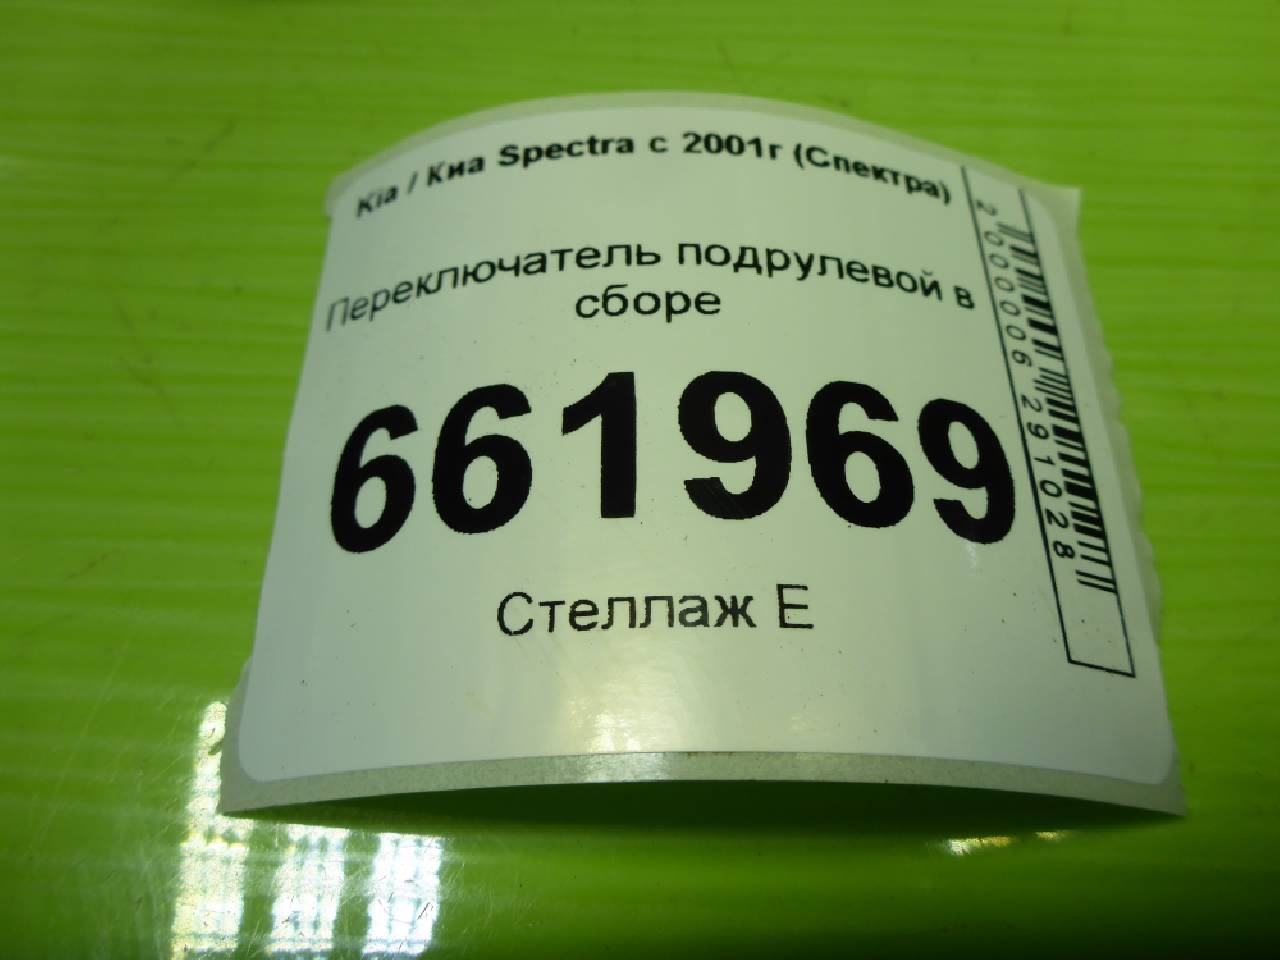 Kia / Киа Spectra с 2001г (Спектра)
Переключатель подрулевой в
сборе
661969
Стеллаж Е
2000006291028